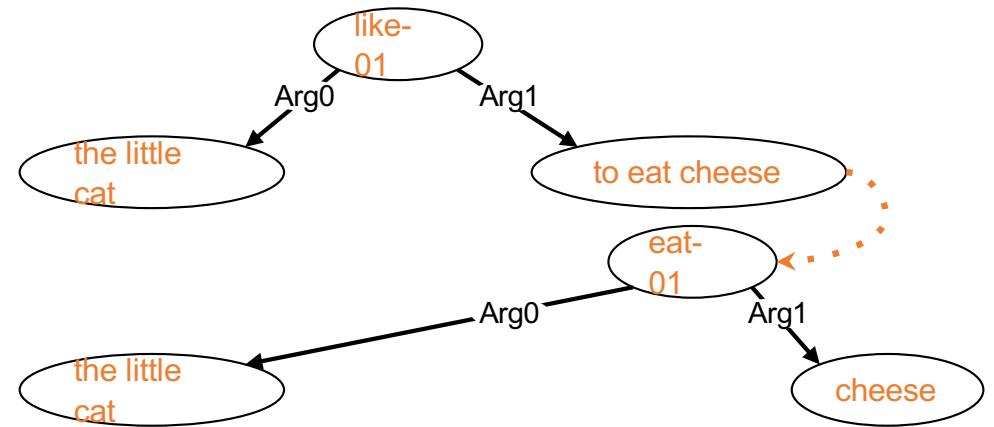 like-
01
Arg0
Arg1
the little
cat
to eat cheese
eat-
01
Arg0
Arg1
the little
cat
cheese